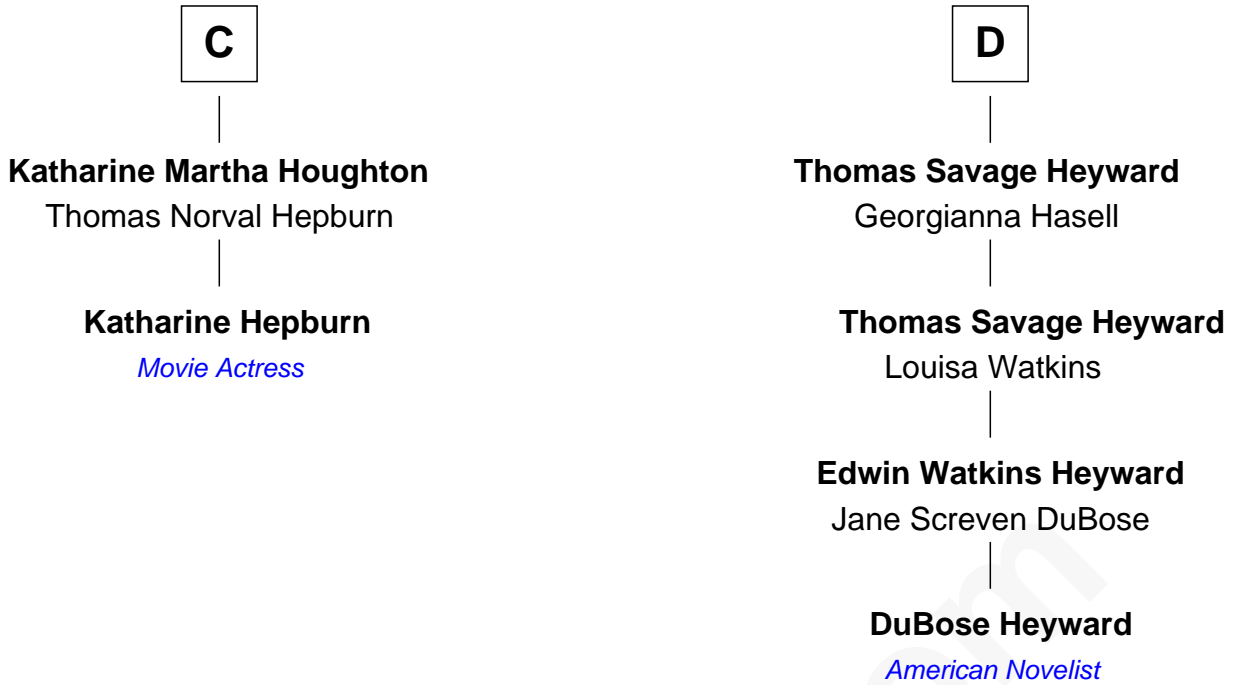 C
Katharine Martha Houghton
Thomas Norval Hepburn
Katharine Hepburn
Movie Actress
D
Thomas Savage Heyward
Georgianna Hasell
Thomas Savage Heyward
Louisa Watkins
Edwin Watkins Heyward
Jane Screven DuBose
DuBose Heyward
American Novelist